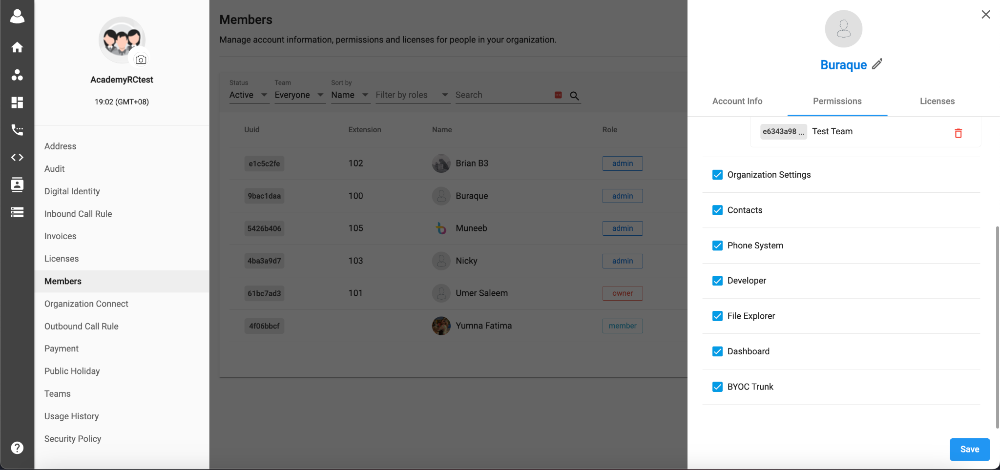 AcademyRCtest
19:02 (GMT+08)
Address
Audit
Digital Identity
Inbound Call Rule
Invoices
Licenses
Members
Organization Connect
Outbound Call Rule
Payment
Public Holiday
Teams
Usage History
Security Policy
Members
Manage account information, permissions and licenses for people in your organization.
Status Team Sort by
Active Everyone Name Filter by roles Search
Uuid Extension Name Role
e1c5c2fe 102 Brian B3 admin
9bac1daa 100 Buraque admin
5426b406 105 Muneeb admin
4ba3a9d7 103 Nicky admin
61bc7ad3 101 Umer Saleem owner
4f06bbcf Yumna Fatima member
Buraque
Account Info Permissions Licenses
e6343a98 ... Test Team
Organization Settings
Contacts
Phone System
Developer
File Explorer
Dashboard
BYOC Trunk
Save